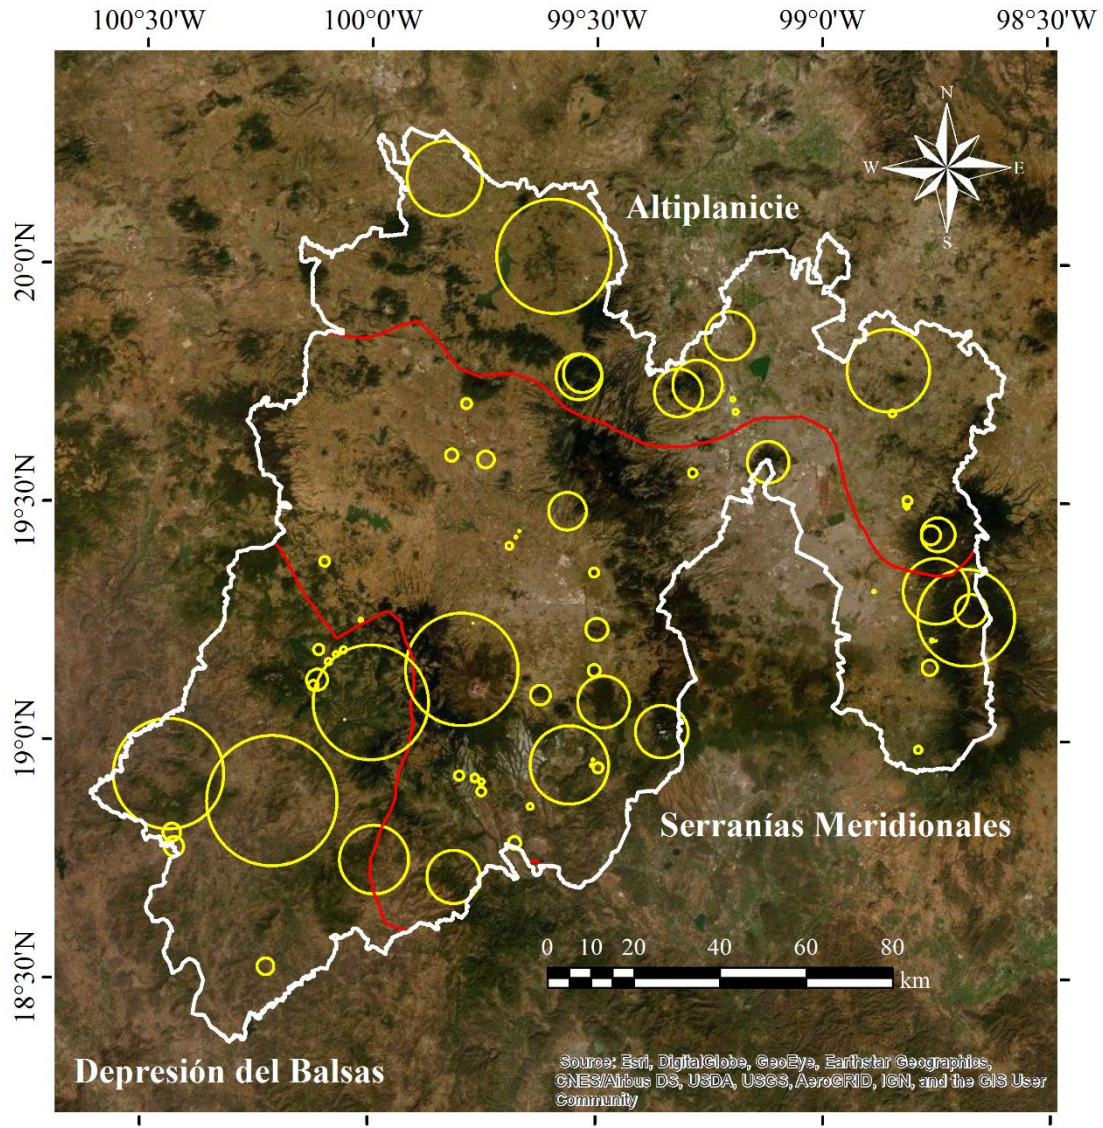 100°30'W 100°0'W 99°30'W 99°0'W 98°30'W
N
W E
S
Altiplanicie
20°0'N
19°30'N
19°0'N
Serranías Meridionales
0 10 20 40 60 80
km
18°30'N
Depresión del Balsas
Source: Esri, DigitalGlobe, GeoEye, Earthstar Geographics,
CNES/Airbus DS, USDA, USGS, AeroGRID, IGN, and the GIS User
Community